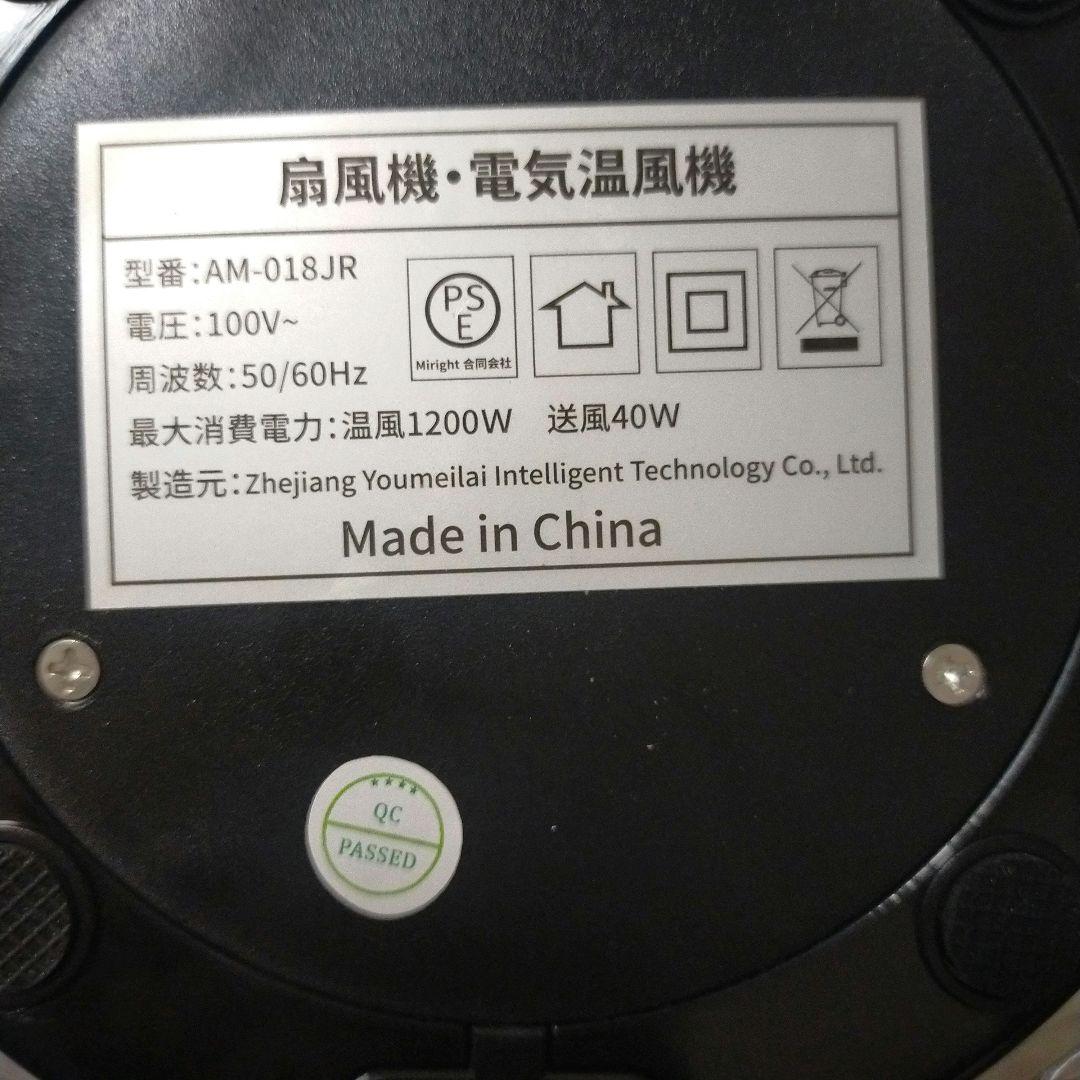 扇風機・電気温風機
型番：AM-018JR
電圧：100V~
周波数：50/60Hz
PS
E
Miright 合同会社
最大消費電力：温風1200W 送風40W
製造元：Zhejiang Youmeilai Intelligent Technology Co., Ltd.
Made in China
QC
PASSED